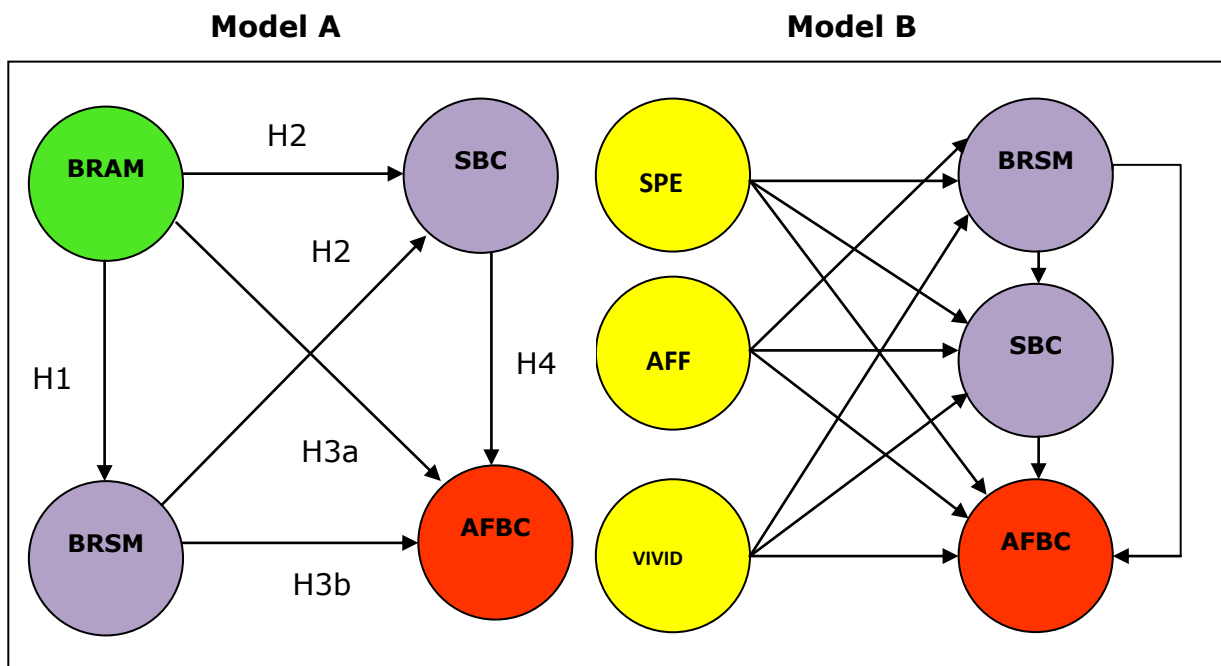 Model A
Model B
BRAM
H2
SBC
H2
H1
H4
H3a
BRSM
H3b
AFBC
SPE
BRSM
AFF
SBC
VIVID
AFBC